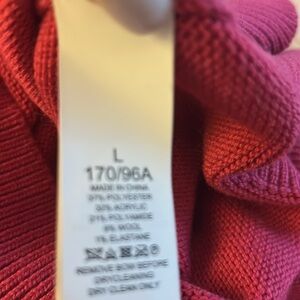 L
170/96A
MADE IN CHINA
37% POLYESTER
32% ACRYLIC
21% POLYAMIDE
8% WOOL
1% ELASTANE
REMOVE BOW BEFORE
DRYCLEANING
DRY CLEAN ONLY